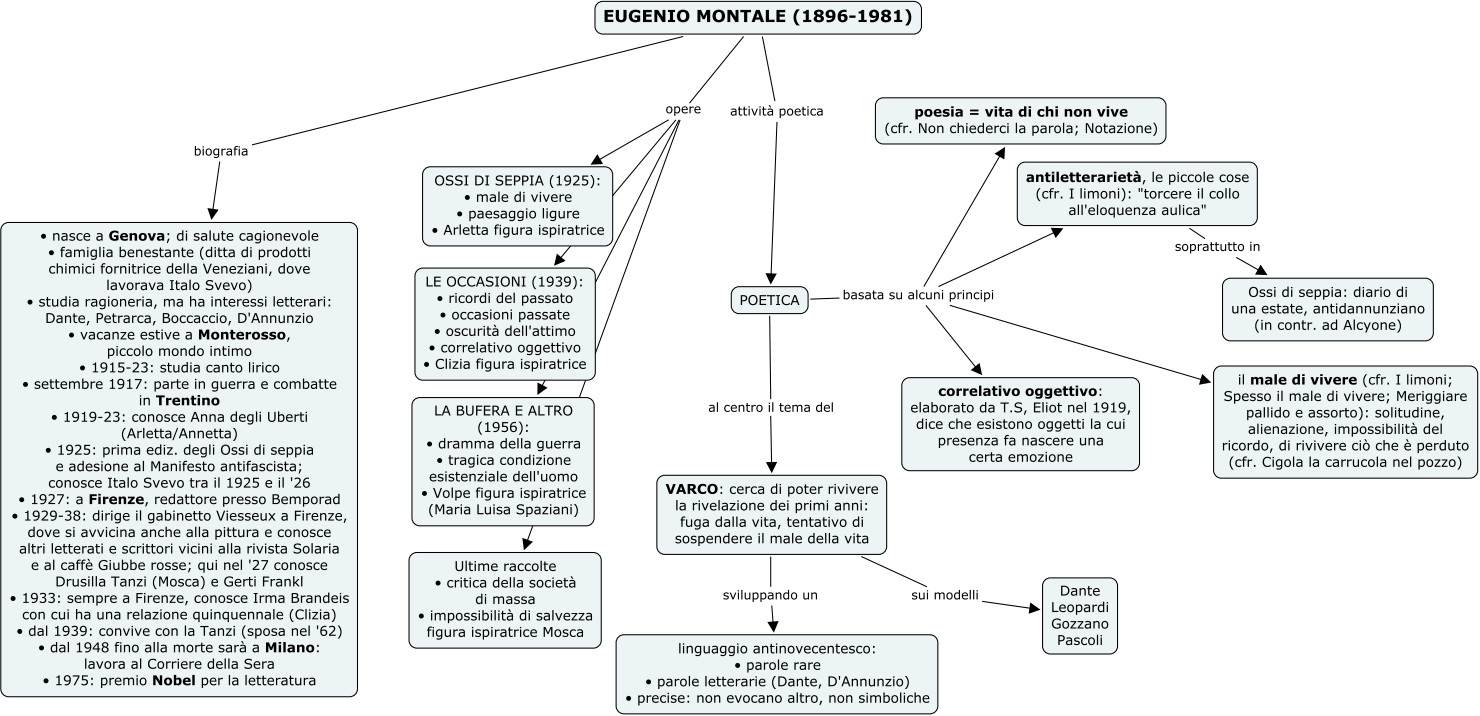 EUGENIO MONTALE (1896-1981)
biografia
• nasce a Genova; di salute cagionevole
• famiglia benestante (ditta di prodotti
chimici fornitrice della Veneziani, dove
lavorava Italo Svevo)
• studia ragioneria, ma ha interessi letterari:
Dante, Petrarca, Boccaccio, D'Annunzio
• vacanze estive a Monterosso,
piccolo mondo intimo
• 1915-23: studia canto lirico
• settembre 1917: parte in guerra e combatte
in Trentino
• 1919-23: conosce Anna degli Uberti
(Arletta/Annetta)
• 1925: prima ediz. degli Ossi di seppia
e adesione al Manifesto antifascista;
conosce Italo Svevo tra il 1925 e il '26
• 1927: a Firenze, redattore presso Bemporad
• 1929-38: dirige il gabinetto Viesseux a Firenze,
dove si avvicina anche alla pittura e conosce
altri letterati e scrittori vicini alla rivista Solaria
e al caffè Giubbe rosse; qui nel '27 conosce
Drusilla Tanzi (Mosca) e Gerti Frankl
• 1933: sempre a Firenze, conosce Irma Brandeis
con cui ha una relazione quinquennale (Clizia)
• dal 1939: convive con la Tanzi (sposa nel '62)
• dal 1948 fino alla morte sarà a Milano:
lavora al Corriere della Sera
• 1975: premio Nobel per la letteratura
opere
OSSI DI SEPPIA (1925):
• male di vivere
• paesaggio ligure
• Arletta figura ispiratrice
LE OCCASIONI (1939):
• ricordi del passato
• occasioni passate
• oscurità dell'attimo
• correlativo oggettivo
• Clizia figura ispiratrice
LA BUFERA E ALTRO
(1956):
• dramma della guerra
• tragica condizione
esistenziale dell'uomo
• Volpe figura ispiratrice
(Maria Luisa Spaziani)
Ultime raccolte
• critica della società
di massa
• impossibilità di salvezza
figura ispiratrice Mosca
attività poetica
POETICA
basata su alcuni principi
poesia = vita di chi non vive
(cfr. Non chiederci la parola; Notazione)
antiletterarietà, le piccole cose
(cfr. I limoni): "torcere il collo
all'eloquenza aulica"
soprattutto in
Ossi di seppia: diario di
una estate, antidannunziano
(in contr. ad Alcyone)
correlativo oggettivo:
elaborato da T.S, Eliot nel 1919,
dice che esistono oggetti la cui
presenza fa nascere una
certa emozione
il male di vivere (cfr. I limoni;
Spesso il male di vivere; Meriggiare
pallido e assorto): solitudine,
alienazione, impossibilità del
ricordo, di rivivere ciò che è perduto
(cfr. Cigola la carrucola nel pozzo)
al centro il tema del
VARCO: cerca di poter rivivere
la rivelazione dei primi anni:
fuga dalla vita, tentativo di
sospendere il male della vita
sviluppando un
linguaggio antinovecentesco:
• parole rare
• parole letterarie (Dante, D'Annunzio)
• precise: non evocano altro, non simboliche
sui modelli
Dante
Leopardi
Gozzano
Pascoli